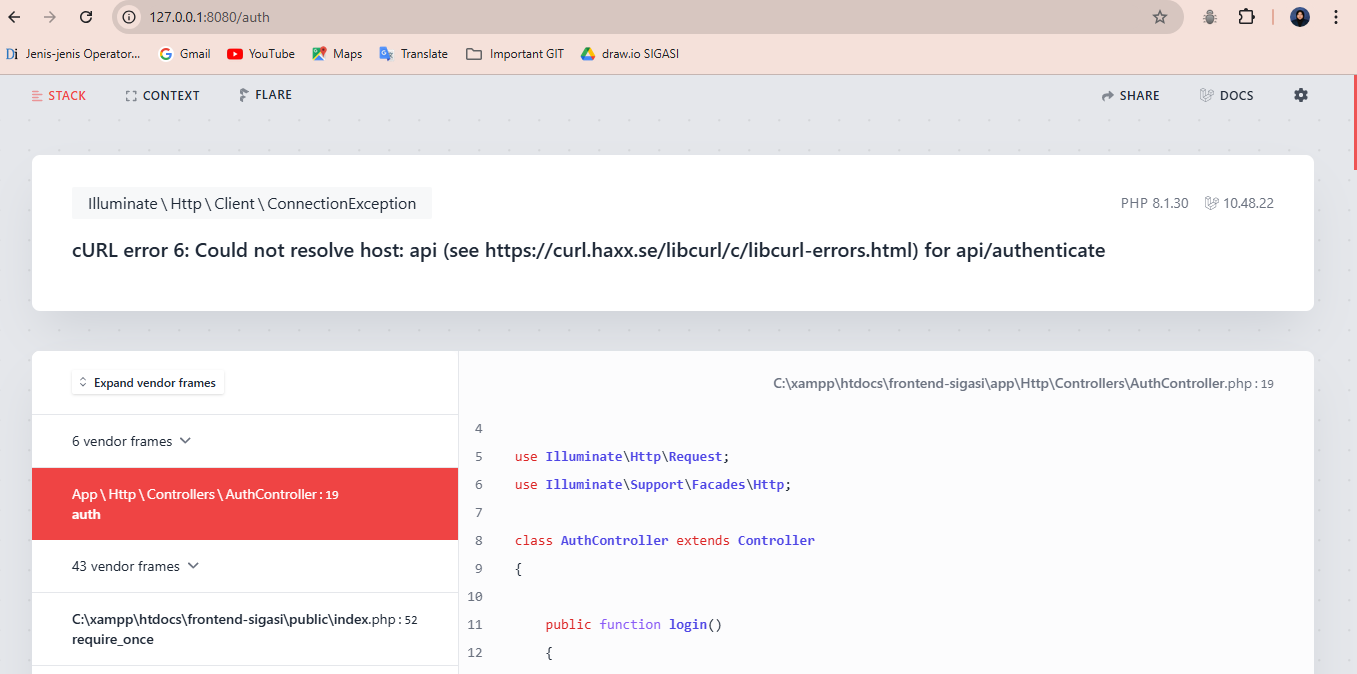 127.0.0.1:8080/auth
Jenis-jenis Operator... Gmail YouTube Maps Translate Important GIT draw.io SIGASI
STACK CONTEXT FLARE SHARE DOCS
Illuminate \ Http \ Client \ ConnectionException
PHP 8.1.30 10.48.22
cURL error 6: Could not resolve host: api (see https://curl.haxx.se/libcurl/c/libcurl-errors.html) for api/authenticate
Expand vendor frames
6 vendor frames
App \ Http \ Controllers \ AuthController : 19
auth
43 vendor frames
C:\xampp\htdocs\frontend-sigasi\public\index.php : 52
require_once
C:\xampp\htdocs\frontend-sigasi\app\Http\Controllers\AuthController.php : 19
4
5 use Illuminate\Http\Request;
6 use Illuminate\Support\Facades\Http;
7
8 class AuthController extends Controller
9 {
10
11 public function login()
12 {